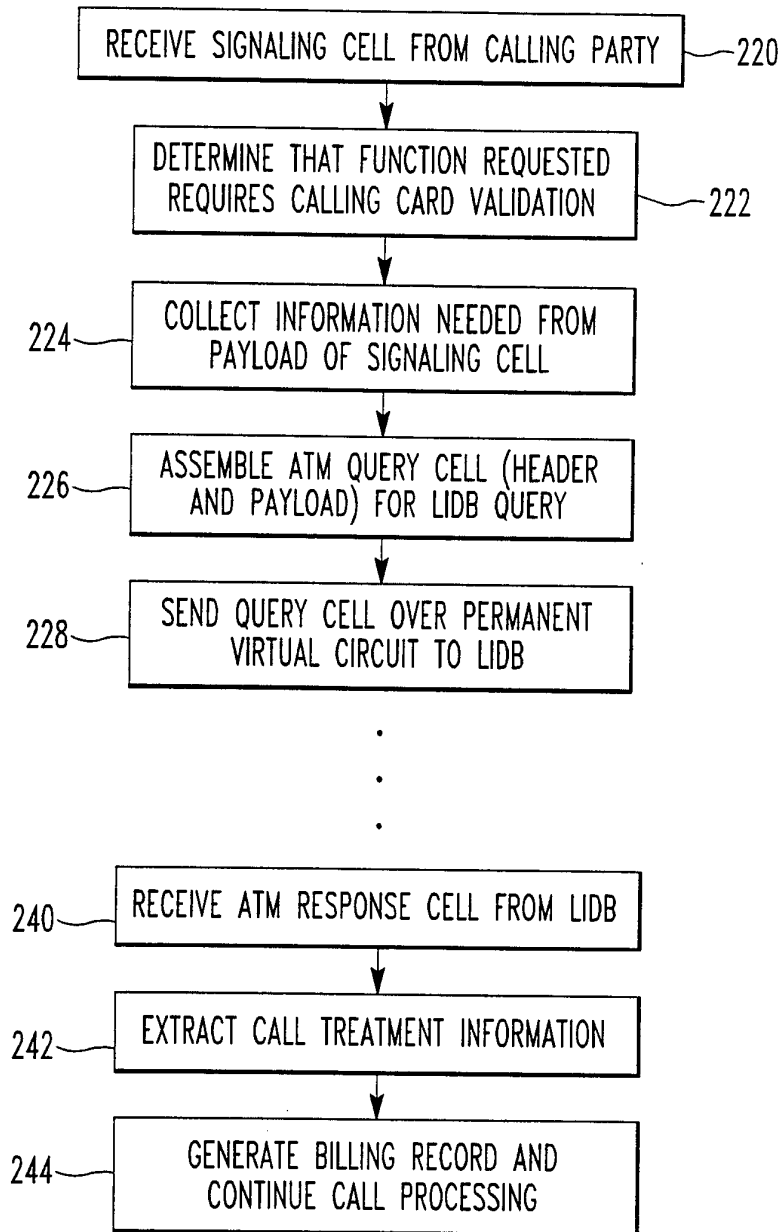 RECEIVE SIGNALING CELL FROM CALLING PARTY 220
DETERMINE THAT FUNCTION REQUESTED
REQUIRES CALLING CARD VALIDATION 222
224 COLLECT INFORMATION NEEDED FROM
PAYLOAD OF SIGNALING CELL
226 ASSEMBLE ATM QUERY CELL (HEADER
AND PAYLOAD) FOR LIDB QUERY
228 SEND QUERY CELL OVER PERMANENT
VIRTUAL CIRCUIT TO LIDB
240 RECEIVE ATM RESPONSE CELL FROM LIDB
242 EXTRACT CALL TREATMENT INFORMATION
244 GENERATE BILLING RECORD AND
CONTINUE CALL PROCESSING